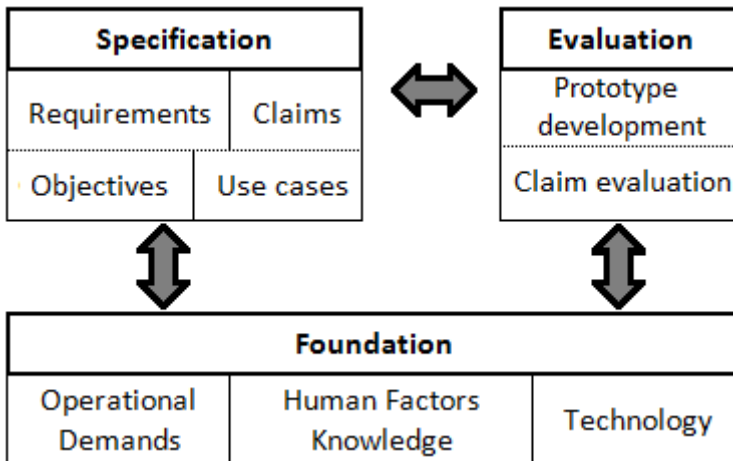 Specification
Requirements
Claims
Objectives
Use cases
Evaluation
Prototype
development
Claim evaluation
Foundation
Operational
Demands
Human Factors
Knowledge
Technology